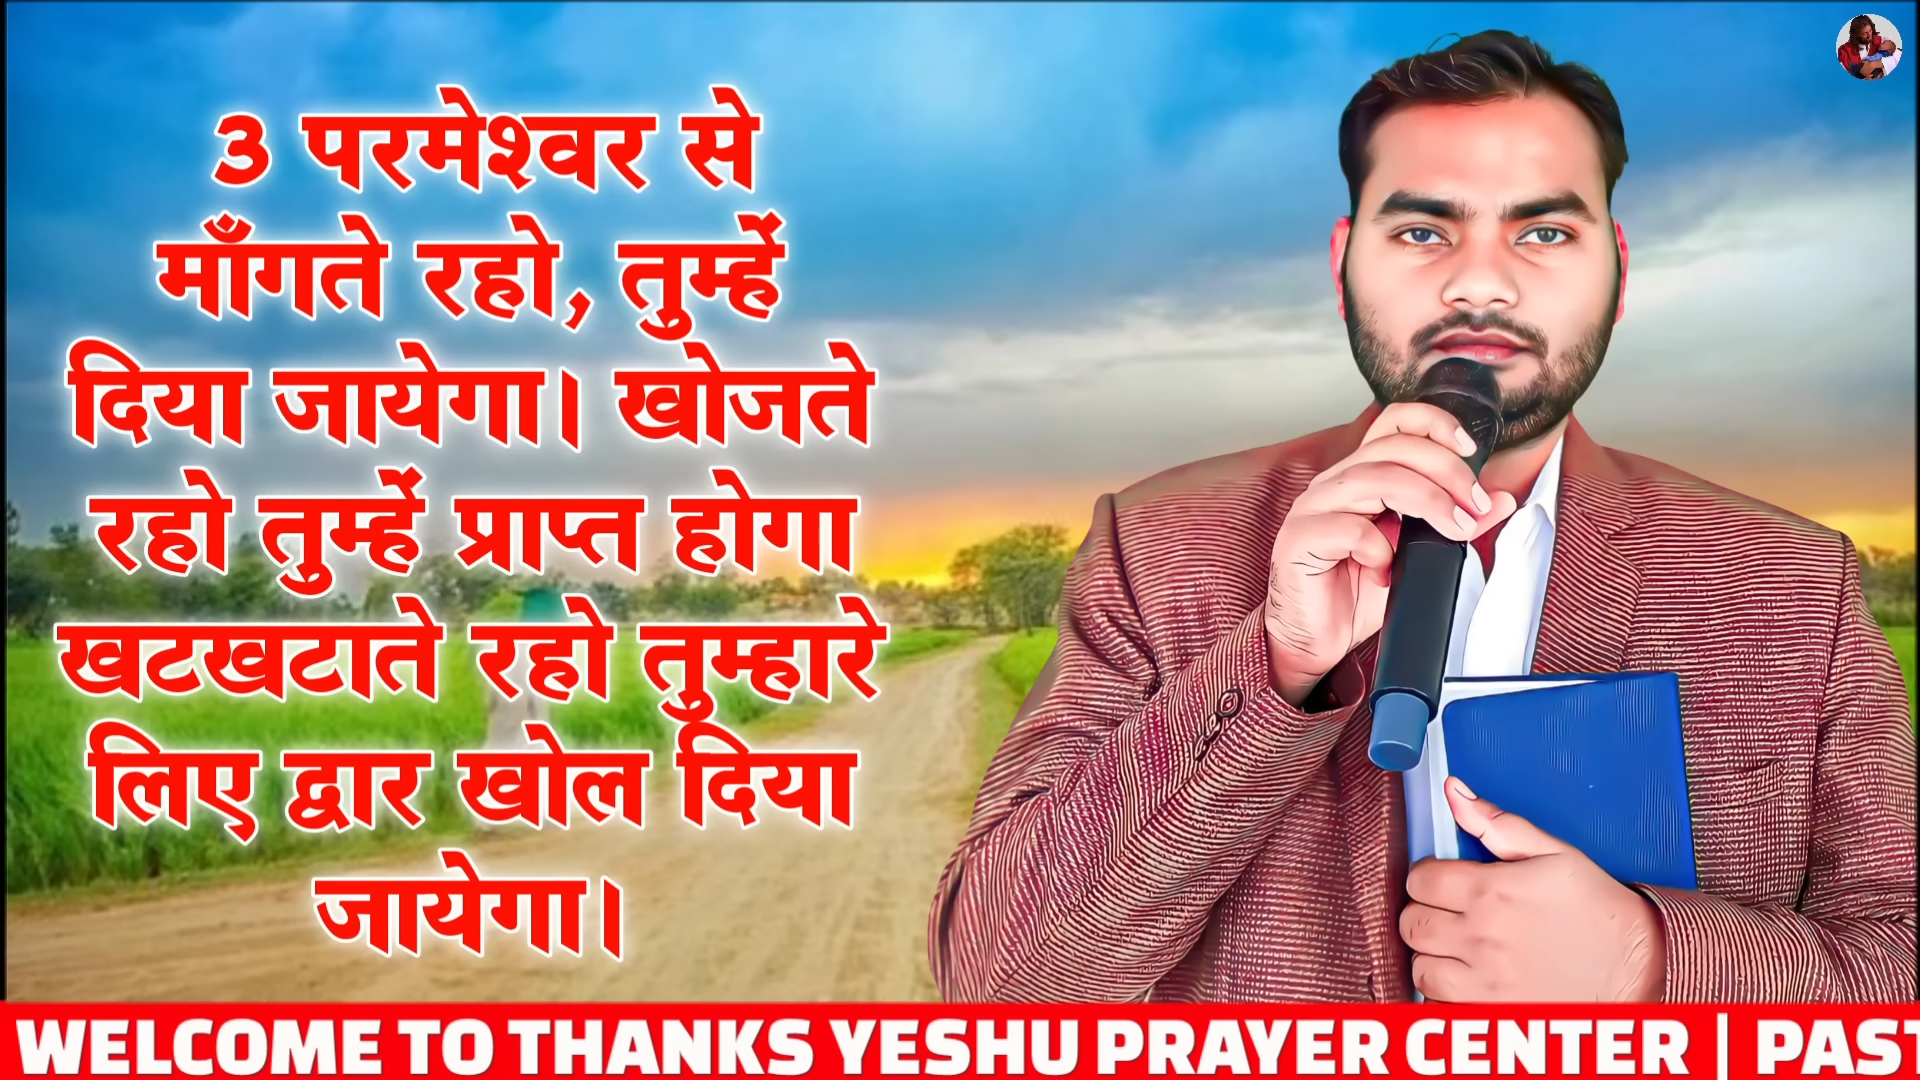 3 परमेश्वर से
माँगते रहो, तुम्हें
दिया जायेगा। खोजते
रहो तुम्हें प्राप्त होगा
खटखटाते रहो तुम्हारे
लिए द्वार खोल दिया
जायेगा।
WELCOME TO THANKS YESHU PRAYER CENTER | PAST